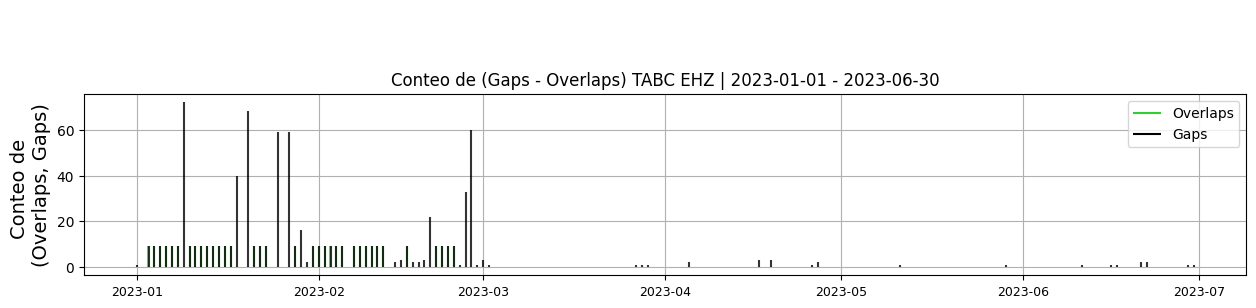 Conteo de (Gaps - Overlaps) TABC EHZ | 2023-01-01 - 2023-06-30
Conteo de
(Overlaps, Gaps)
60
40
20
0
Overlaps
Gaps
2023-01
2023-02
2023-03
2023-04
2023-05
2023-06
2023-07